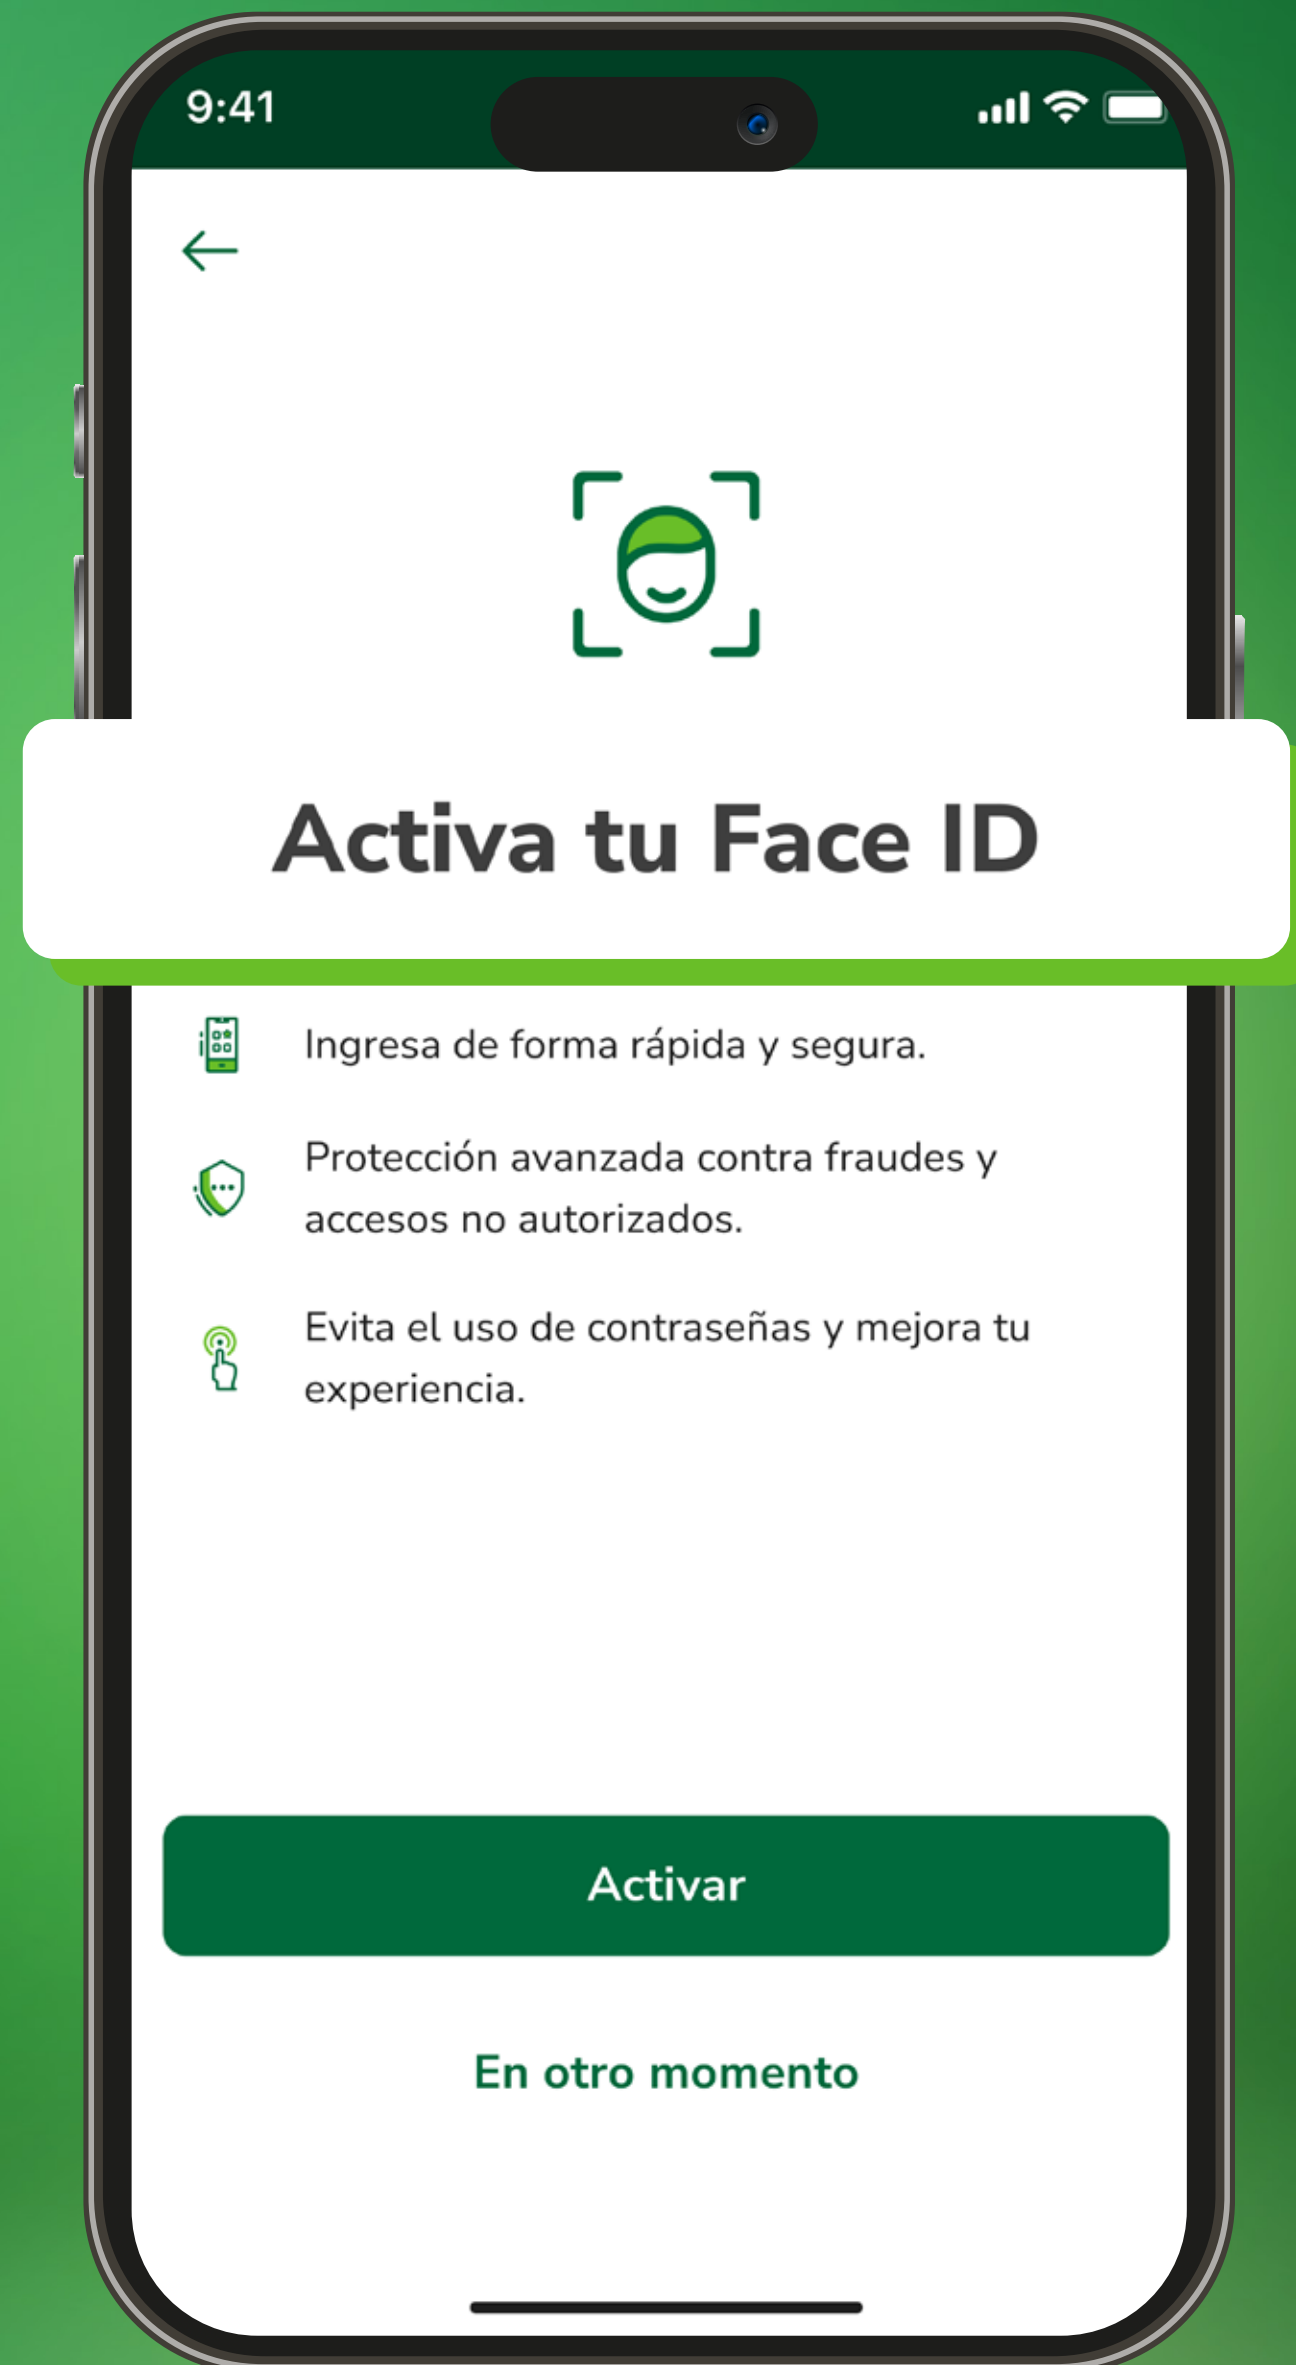 9:41
Activa tu Face ID
Ingresa de forma rápida y segura.
Protección avanzada contra fraudes y
accesos no autorizados.
Evita el uso de contraseñas y mejora tu
experiencia.
Activar
En otro momento